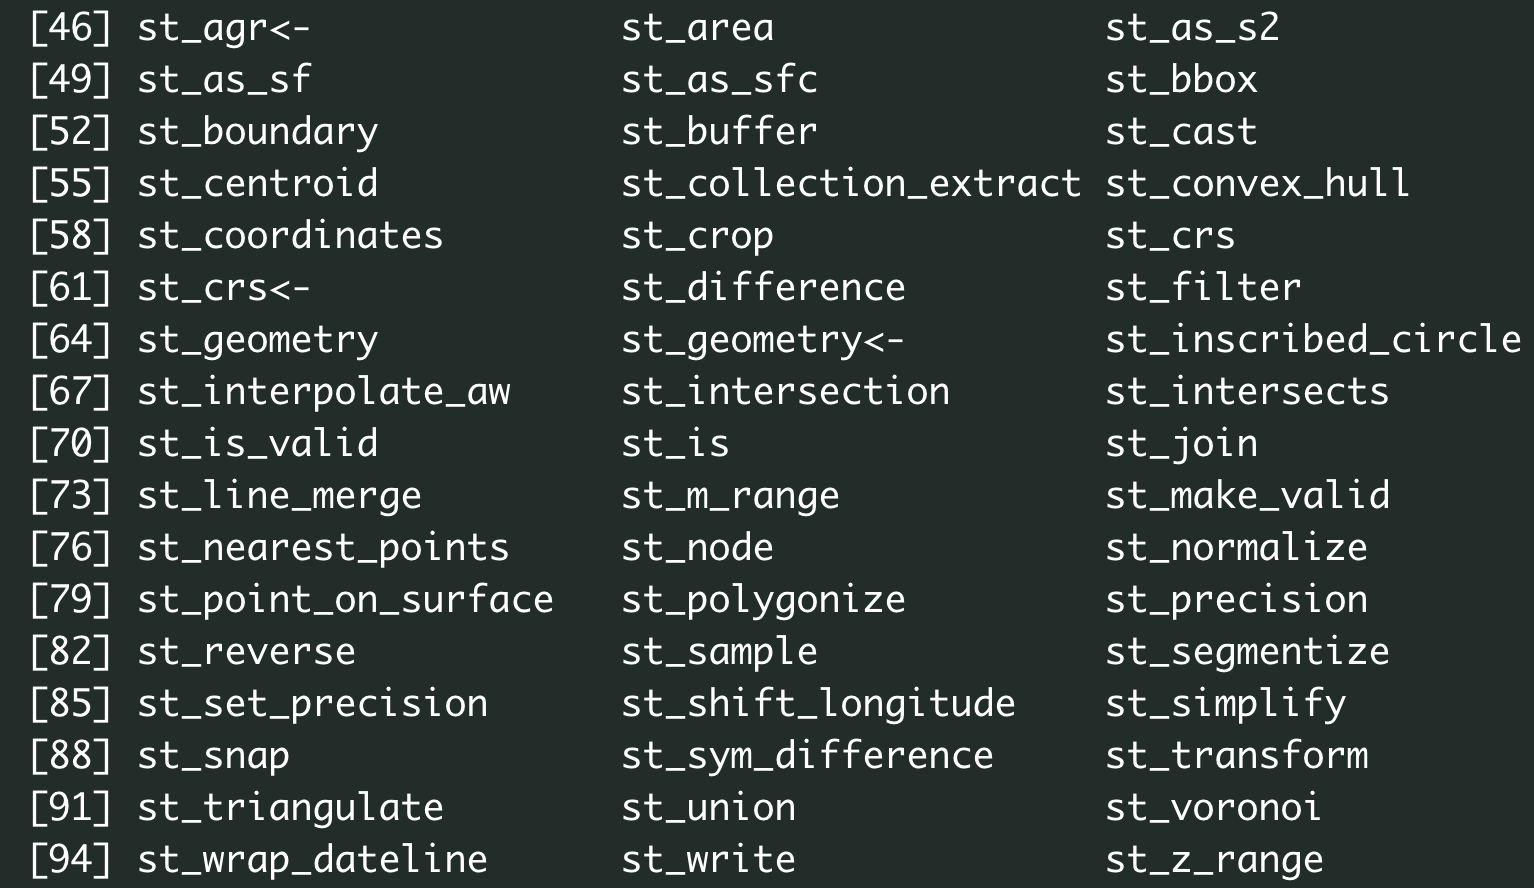 [46] st_agr<-              st_area               st_as_s2
[49] st_as_sf              st_as_sfc             st_bbox
[52] st_boundary           st_buffer             st_cast
[55] st_centroid           st_collection_extract st_convex_hull
[58] st_coordinates        st_crop               st_crs
[61] st_crs<-              st_difference         st_filter
[64] st_geometry           st_geometry<-         st_inscribed_circle
[67] st_interpolate_aw     st_intersection       st_intersects
[70] st_is_valid           st_is                 st_join
[73] st_line_merge         st_m_range            st_make_valid
[76] st_nearest_points     st_node               st_normalize
[79] st_point_on_surface   st_polygonize         st_precision
[82] st_reverse            st_sample             st_segmentize
[85] st_set_precision      st_shift_longitude    st_simplify
[88] st_snap               st_sym_difference     st_transform
[91] st_triangulate        st_union              st_voronoi
[94] st_wrap_dateline      st_write              st_z_range